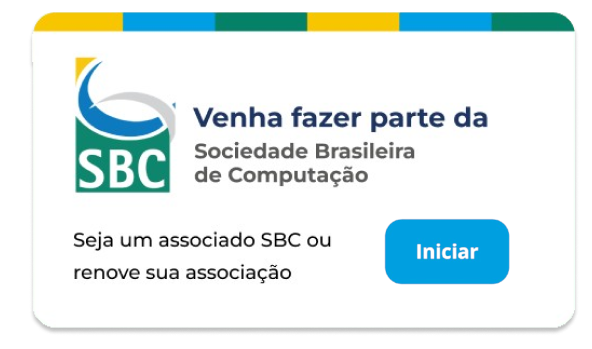 SBC
Venha fazer parte da
Sociedade Brasileira
de Computação
Seja um associado SBC ou
renove sua associação
Iniciar